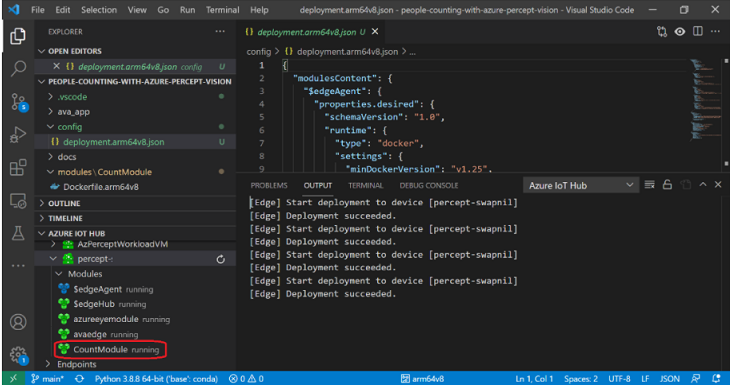 File Edit Selection View Go Run Terminal Help deployment.arm64v8.json - people-counting-with-azure-percept-vision - Visual Studio Code
EXPLORER
OPEN EDITORS
deployment.arm64v8.json config U
PEOPLE-COUNTING-WITH-AZURE-PERCEPT-VISION
.vscode
ava_app
config
deployment.arm64v8.json U
docs
modules \ CountModule
Dockerfile.arm64v8
OUTLINE
TIMELINE
AZURE IOT HUB
AzPerceptWorkloadVM
percept-
Modules
$edgeAgent running
$edgeHub running
azureeyemodule running
avaedge running
CountModule running
Endpoints
5
1
deployment.arm64v8.json U
config > deployment.arm64v8.json > ...
1 {
2 "modulesContent": {
3 "$edgeAgent": {
4 "properties.desired": {
5 "schemaVersion": "1.0",
6 "runtime": {
7 "type": "docker",
8 "settings": {
9 "minDockerVersion": "v1.25",
PROBLEMS OUTPUT TERMINAL DEBUG CONSOLE Azure IoT Hub
[Edge] Start deployment to device [percept-swapnil]
[Edge] Deployment succeeded.
[Edge] Start deployment to device [percept-swapnil]
[Edge] Deployment succeeded.
[Edge] Start deployment to device [percept-swapnil]
[Edge] Deployment succeeded.
[Edge] Start deployment to device [percept-swapnil]
[Edge] Deployment succeeded.
main* Python 3.8.8 64-bit ('base': conda) 0 0 arm64v8 Ln 1, Col 1 Spaces: 2 UTF-8 LF JSON